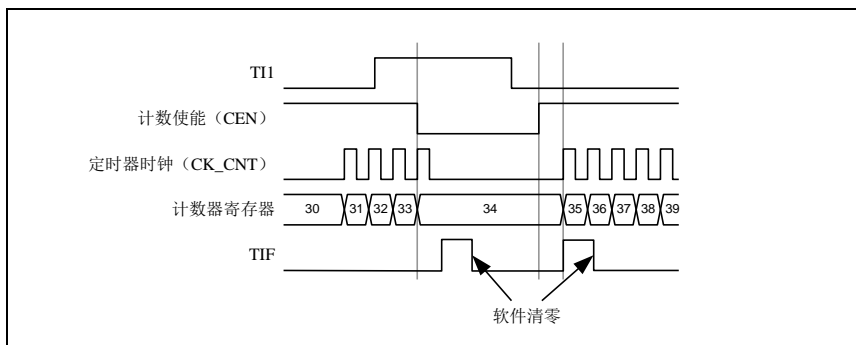 TI1
计数使能（CEN）
定时器时钟（CK_CNT）
计数器寄存器 30 31 32 33 34 35 36 37 38 39
TIF
软件清零